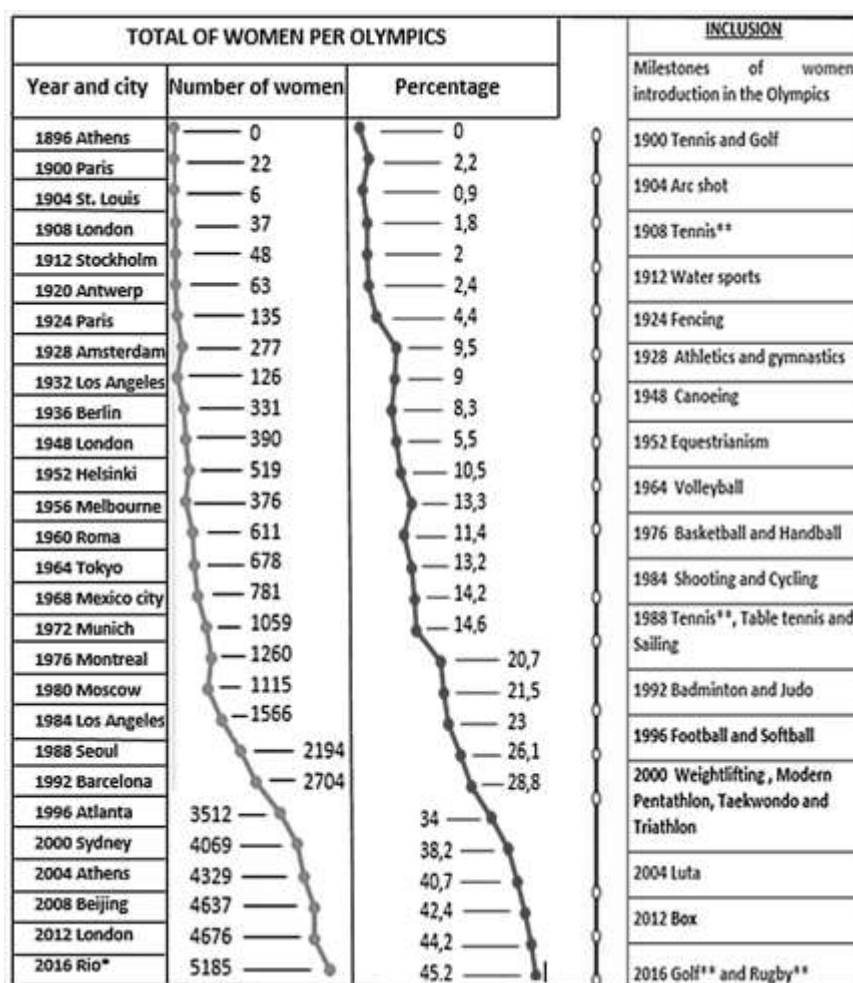 TOTAL OF WOMEN PER OLYMPICS
INCLUSION
Year and city Number of women Percentage
Milestones of women
introduction in the Olympics
1896 Athens 0 0
1900 Paris 22 2,2
1904 St. Louis 6 0,9
1908 London 37 1,8
1912 Stockholm 48 2
1920 Antwerp 63 2,4
1924 Paris 135 4,4
1928 Amsterdam 277 9,5
1932 Los Angeles 126 9
1936 Berlin 331 8,3
1948 London 390 5,5
1952 Helsinki 519 10,5
1956 Melbourne 376 13,3
1960 Roma 611 11,4
1964 Tokyo 678 13,2
1968 Mexico city 781 14,2
1972 Munich 1059 14,6
1976 Montreal 1260 20,7
1980 Moscow 1115 21,5
1984 Los Angeles 1566 23
1988 Seoul 2194 26,1
1992 Barcelona 2704 28,8
1996 Atlanta 3512 34
2000 Sydney 4069 38,2
2004 Athens 4329 40,7
2008 Beijing 4637 42,4
2012 London 4676 44,2
2016 Rio* 5185 45.2
1900 Tennis and Golf
1904 Arc shot
1908 Tennis**
1912 Water sports
1924 Fencing
1928 Athletics and gymnastics
1948 Canoeing
1952 Equestrianism
1964 Volleyball
1976 Basketball and Handball
1984 Shooting and Cycling
1988 Tennis**, Table tennis and
Sailing
1992 Badminton and Judo
1996 Football and Softball
2000 Weightlifting , Modern
Pentathlon, Taekwondo and
Triathlon
2004 Luta
2012 Box
2016 Golf** and Rugby**